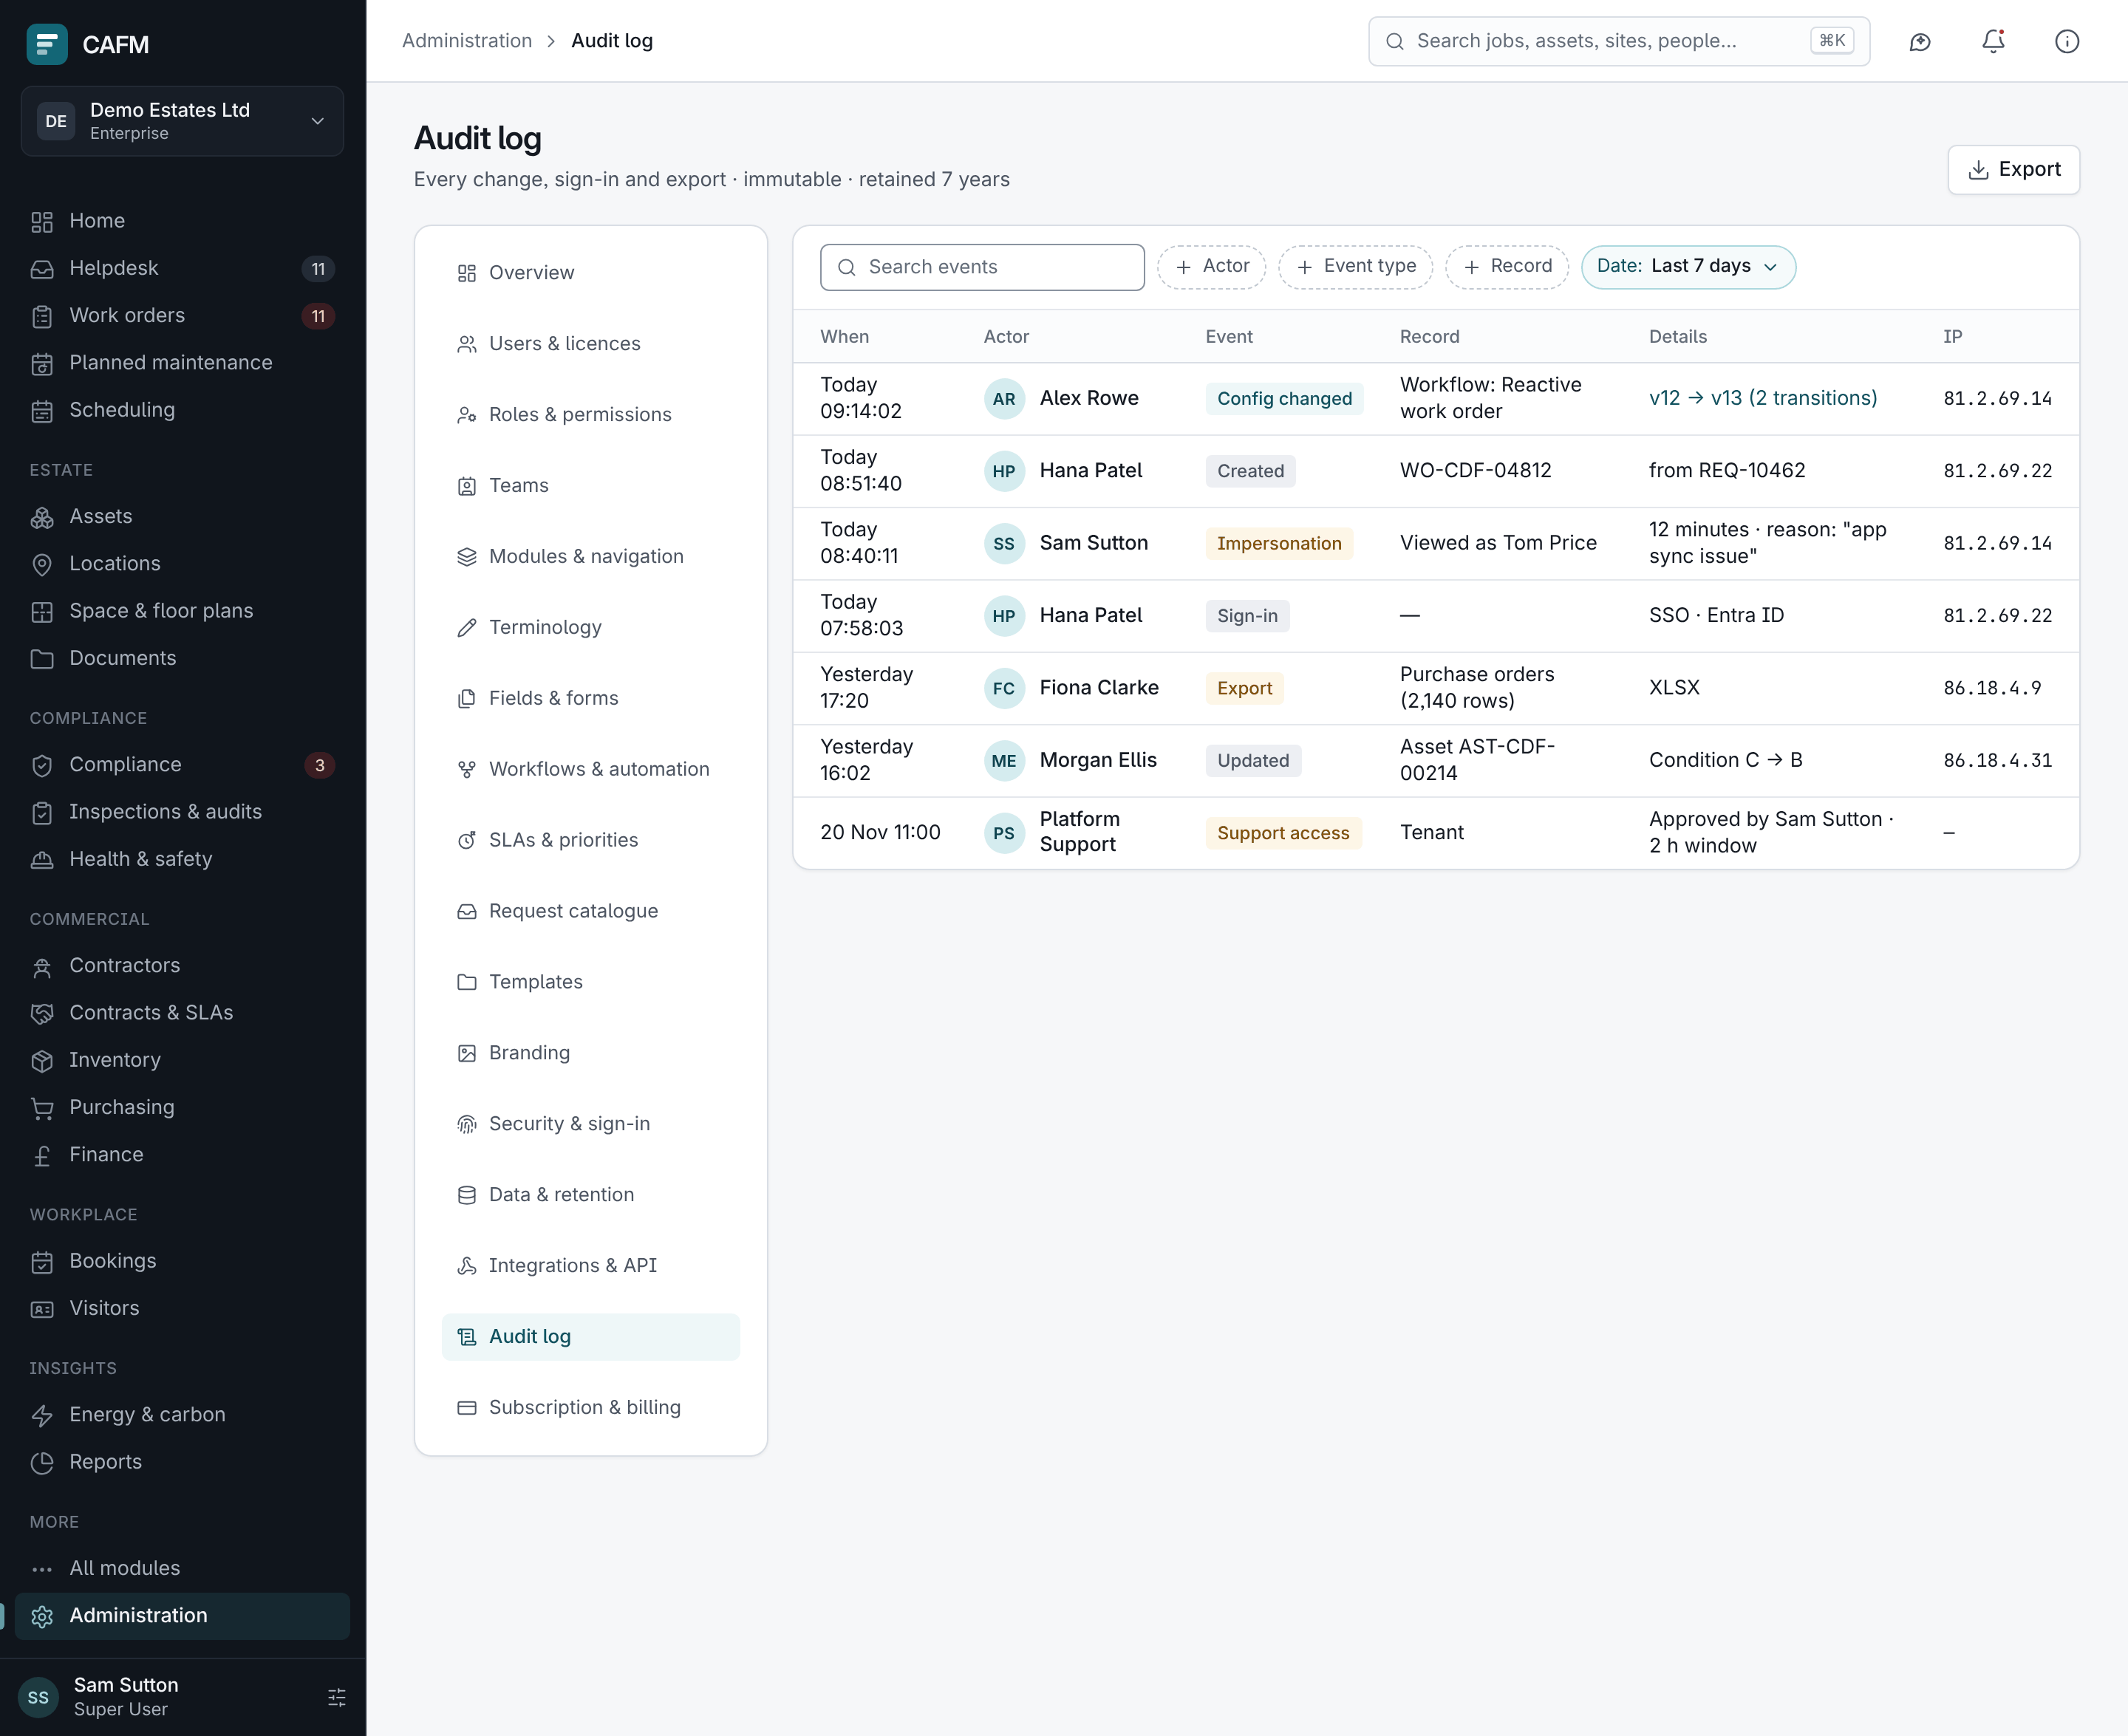 CAFM
DE
Demo Estates Ltd
Enterprise
Home
Helpdesk 11
Work orders 11
Planned maintenance
Scheduling
ESTATE
Assets
Locations
Space & floor plans
Documents
COMPLIANCE
Compliance 3
Inspections & audits
Health & safety
COMMERCIAL
Contractors
Contracts & SLAs
Inventory
Purchasing
Finance
WORKPLACE
Bookings
Visitors
INSIGHTS
Energy & carbon
Reports
MORE
All modules
Administration
SS
Sam Sutton
Super User
Administration > Audit log
Search jobs, assets, sites, people... ⌘K
Audit log
Every change, sign-in and export · immutable · retained 7 years
Export
Overview
Users & licences
Roles & permissions
Teams
Modules & navigation
Terminology
Fields & forms
Workflows & automation
SLAs & priorities
Request catalogue
Templates
Branding
Security & sign-in
Data & retention
Integrations & API
Audit log
Subscription & billing
Search events + Actor + Event type + Record Date: Last 7 days
When Actor Event Record Details IP
Today
09:14:02
AR Alex Rowe Config changed
Workflow: Reactive
work order
v12 → v13 (2 transitions) 81.2.69.14
Today
08:51:40
HP Hana Patel Created WO-CDF-04812 from REQ-10462 81.2.69.22
Today
08:40:11
SS Sam Sutton Impersonation Viewed as Tom Price
12 minutes · reason: "app
sync issue"
81.2.69.14
Today
07:58:03
HP Hana Patel Sign-in — SSO · Entra ID 81.2.69.22
Yesterday
17:20
FC Fiona Clarke Export
Purchase orders
(2,140 rows)
XLSX 86.18.4.9
Yesterday
16:02
ME Morgan Ellis Updated
Asset AST-CDF-
00214
Condition C → B 86.18.4.31
20 Nov 11:00
PS
Platform
Support
Support access Tenant
Approved by Sam Sutton ·
2 h window
–